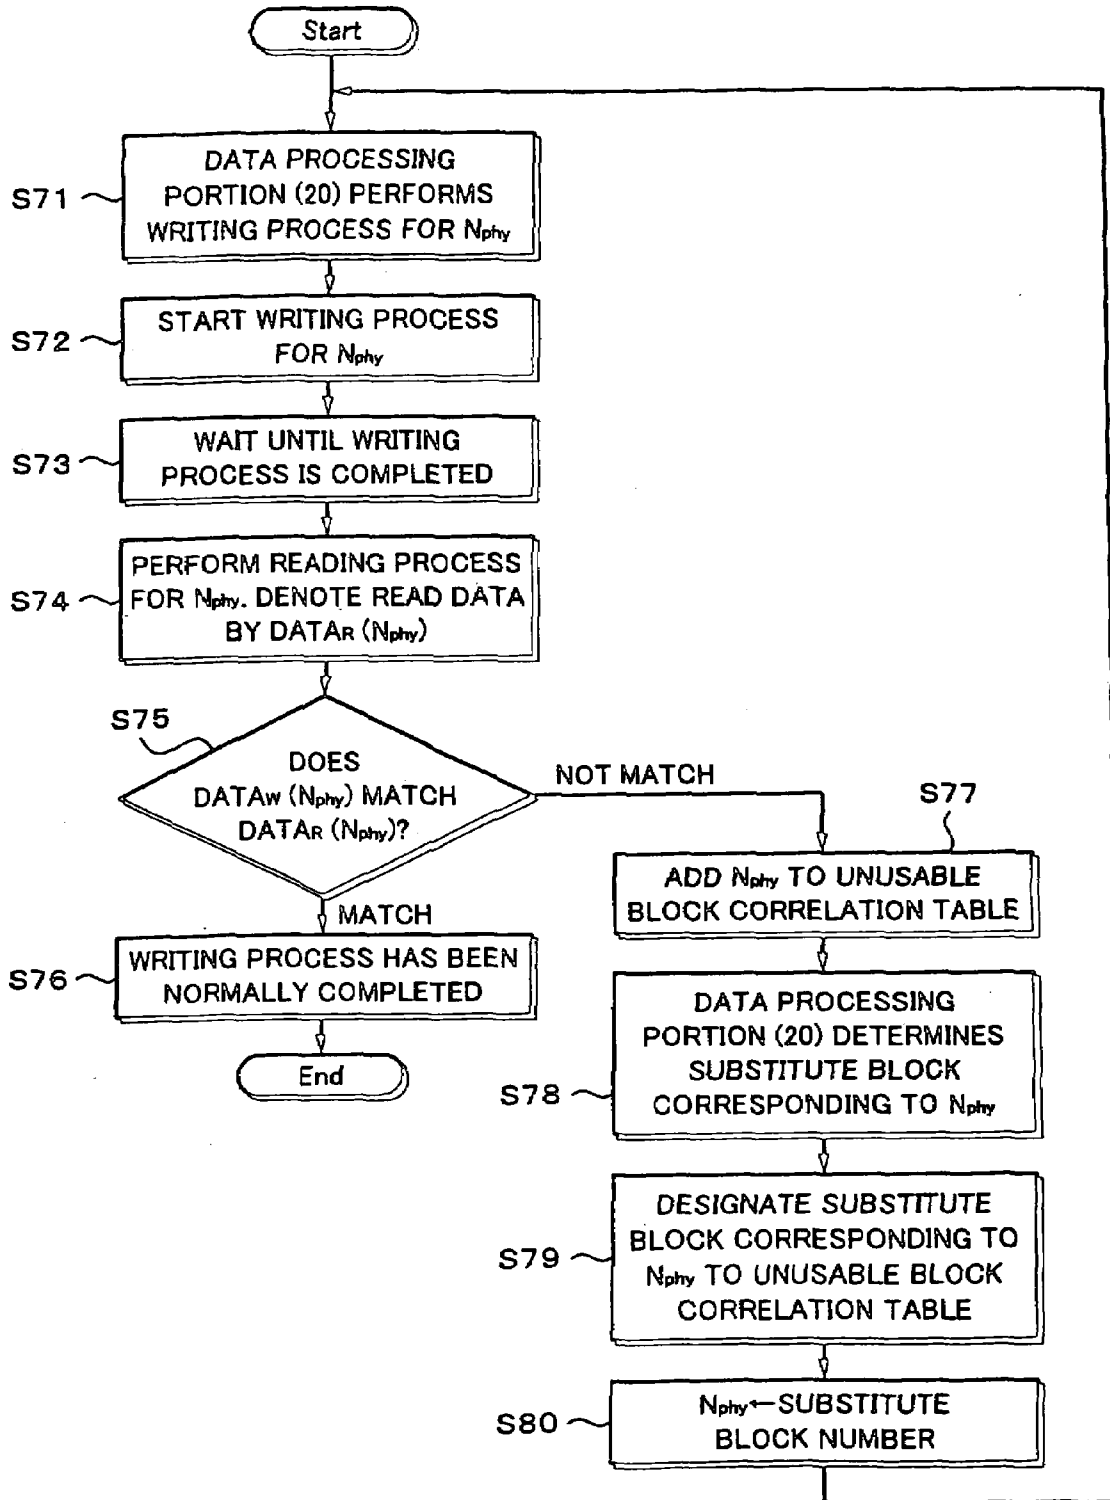 Start
S71
DATA PROCESSING
PORTION (20) PERFORMS
WRITING PROCESS FOR Nphy
S72
START WRITING PROCESS
FOR Nphy
S73
WAIT UNTIL WRITING
PROCESS IS COMPLETED
S74
PERFORM READING PROCESS
FOR Nphy. DENOTE READ DATA
BY DATAR (Nphy)
S75
DOES
DATAW (Nphy) MATCH
DATAR (Nphy)?
NOT MATCH
MATCH
S76
WRITING PROCESS HAS BEEN
NORMALLY COMPLETED
End
S77
ADD Nphy TO UNUSABLE
BLOCK CORRELATION TABLE
S78
DATA PROCESSING
PORTION (20) DETERMINES
SUBSTITUTE BLOCK
CORRESPONDING TO Nphy
S79
DESIGNATE SUBSTITUTE
BLOCK CORRESPONDING TO
Nphy TO UNUSABLE BLOCK
CORRELATION TABLE
S80
Nphy←SUBSTITUTE
BLOCK NUMBER